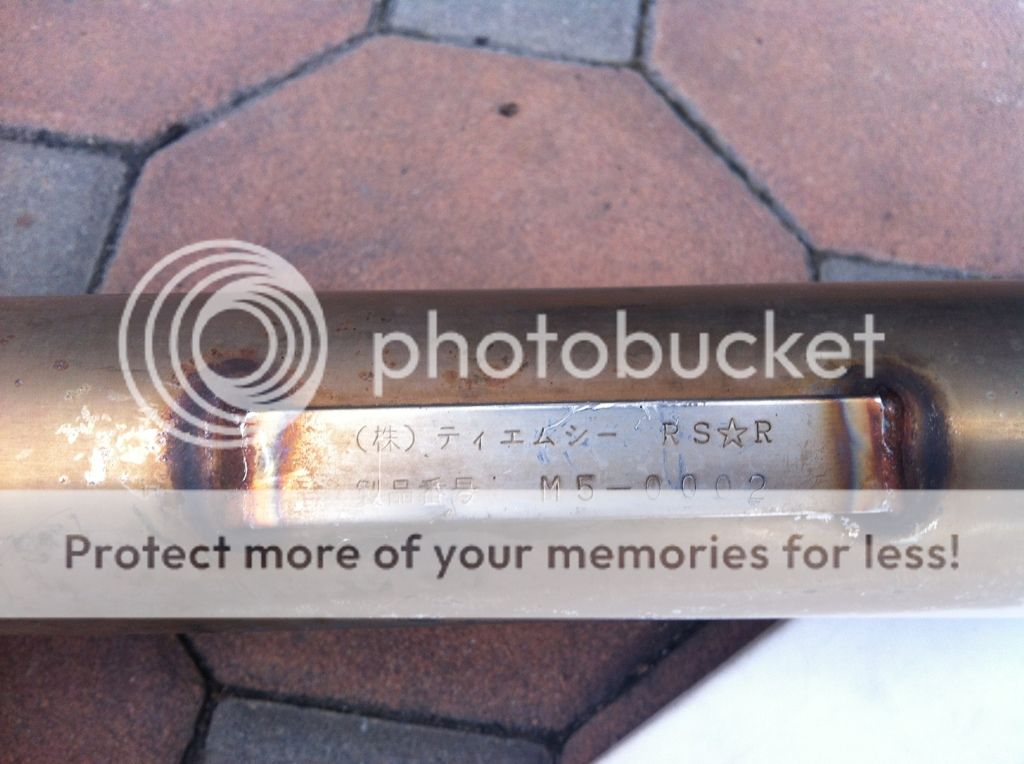 photobucket
(株)ティエムシー RS☆R
製品番号 M5-0002
Protect more of your memories for less!